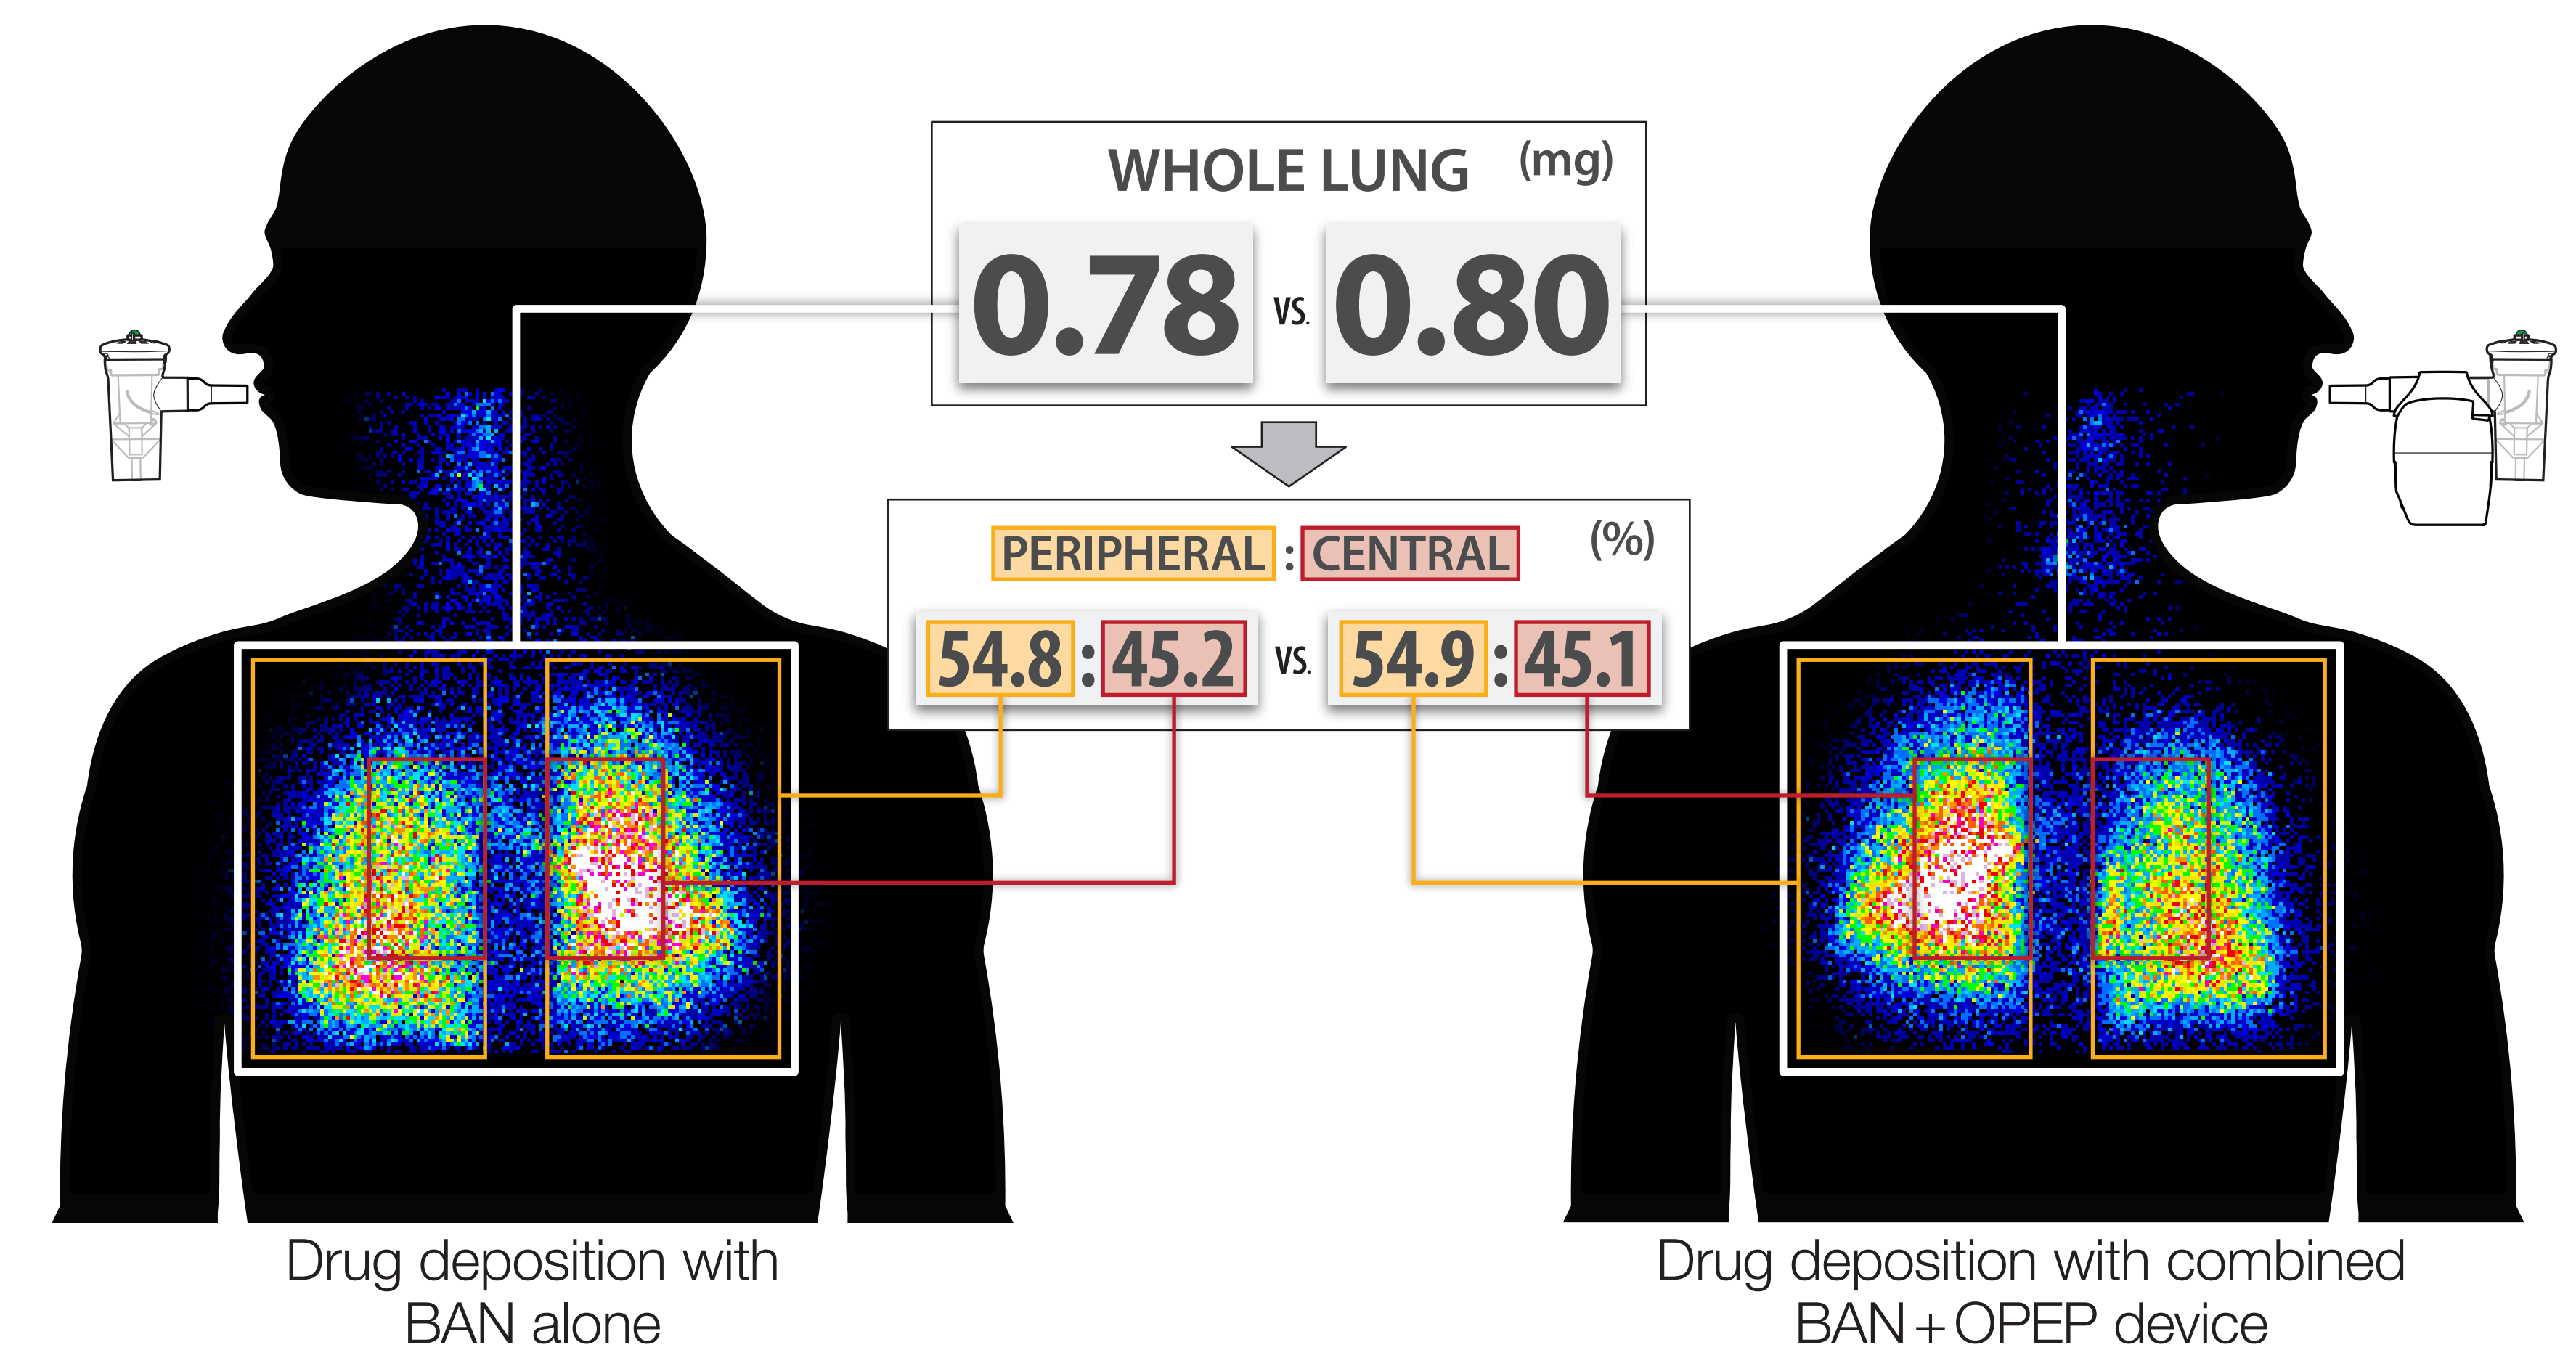 WHOLE LUNG (mg)
0.78 VS. 0.80
PERIPHERAL : CENTRAL (%)
54.8 : 45.2 VS. 54.9 : 45.1
Drug deposition with
BAN alone
Drug deposition with combined
BAN + OPEP device